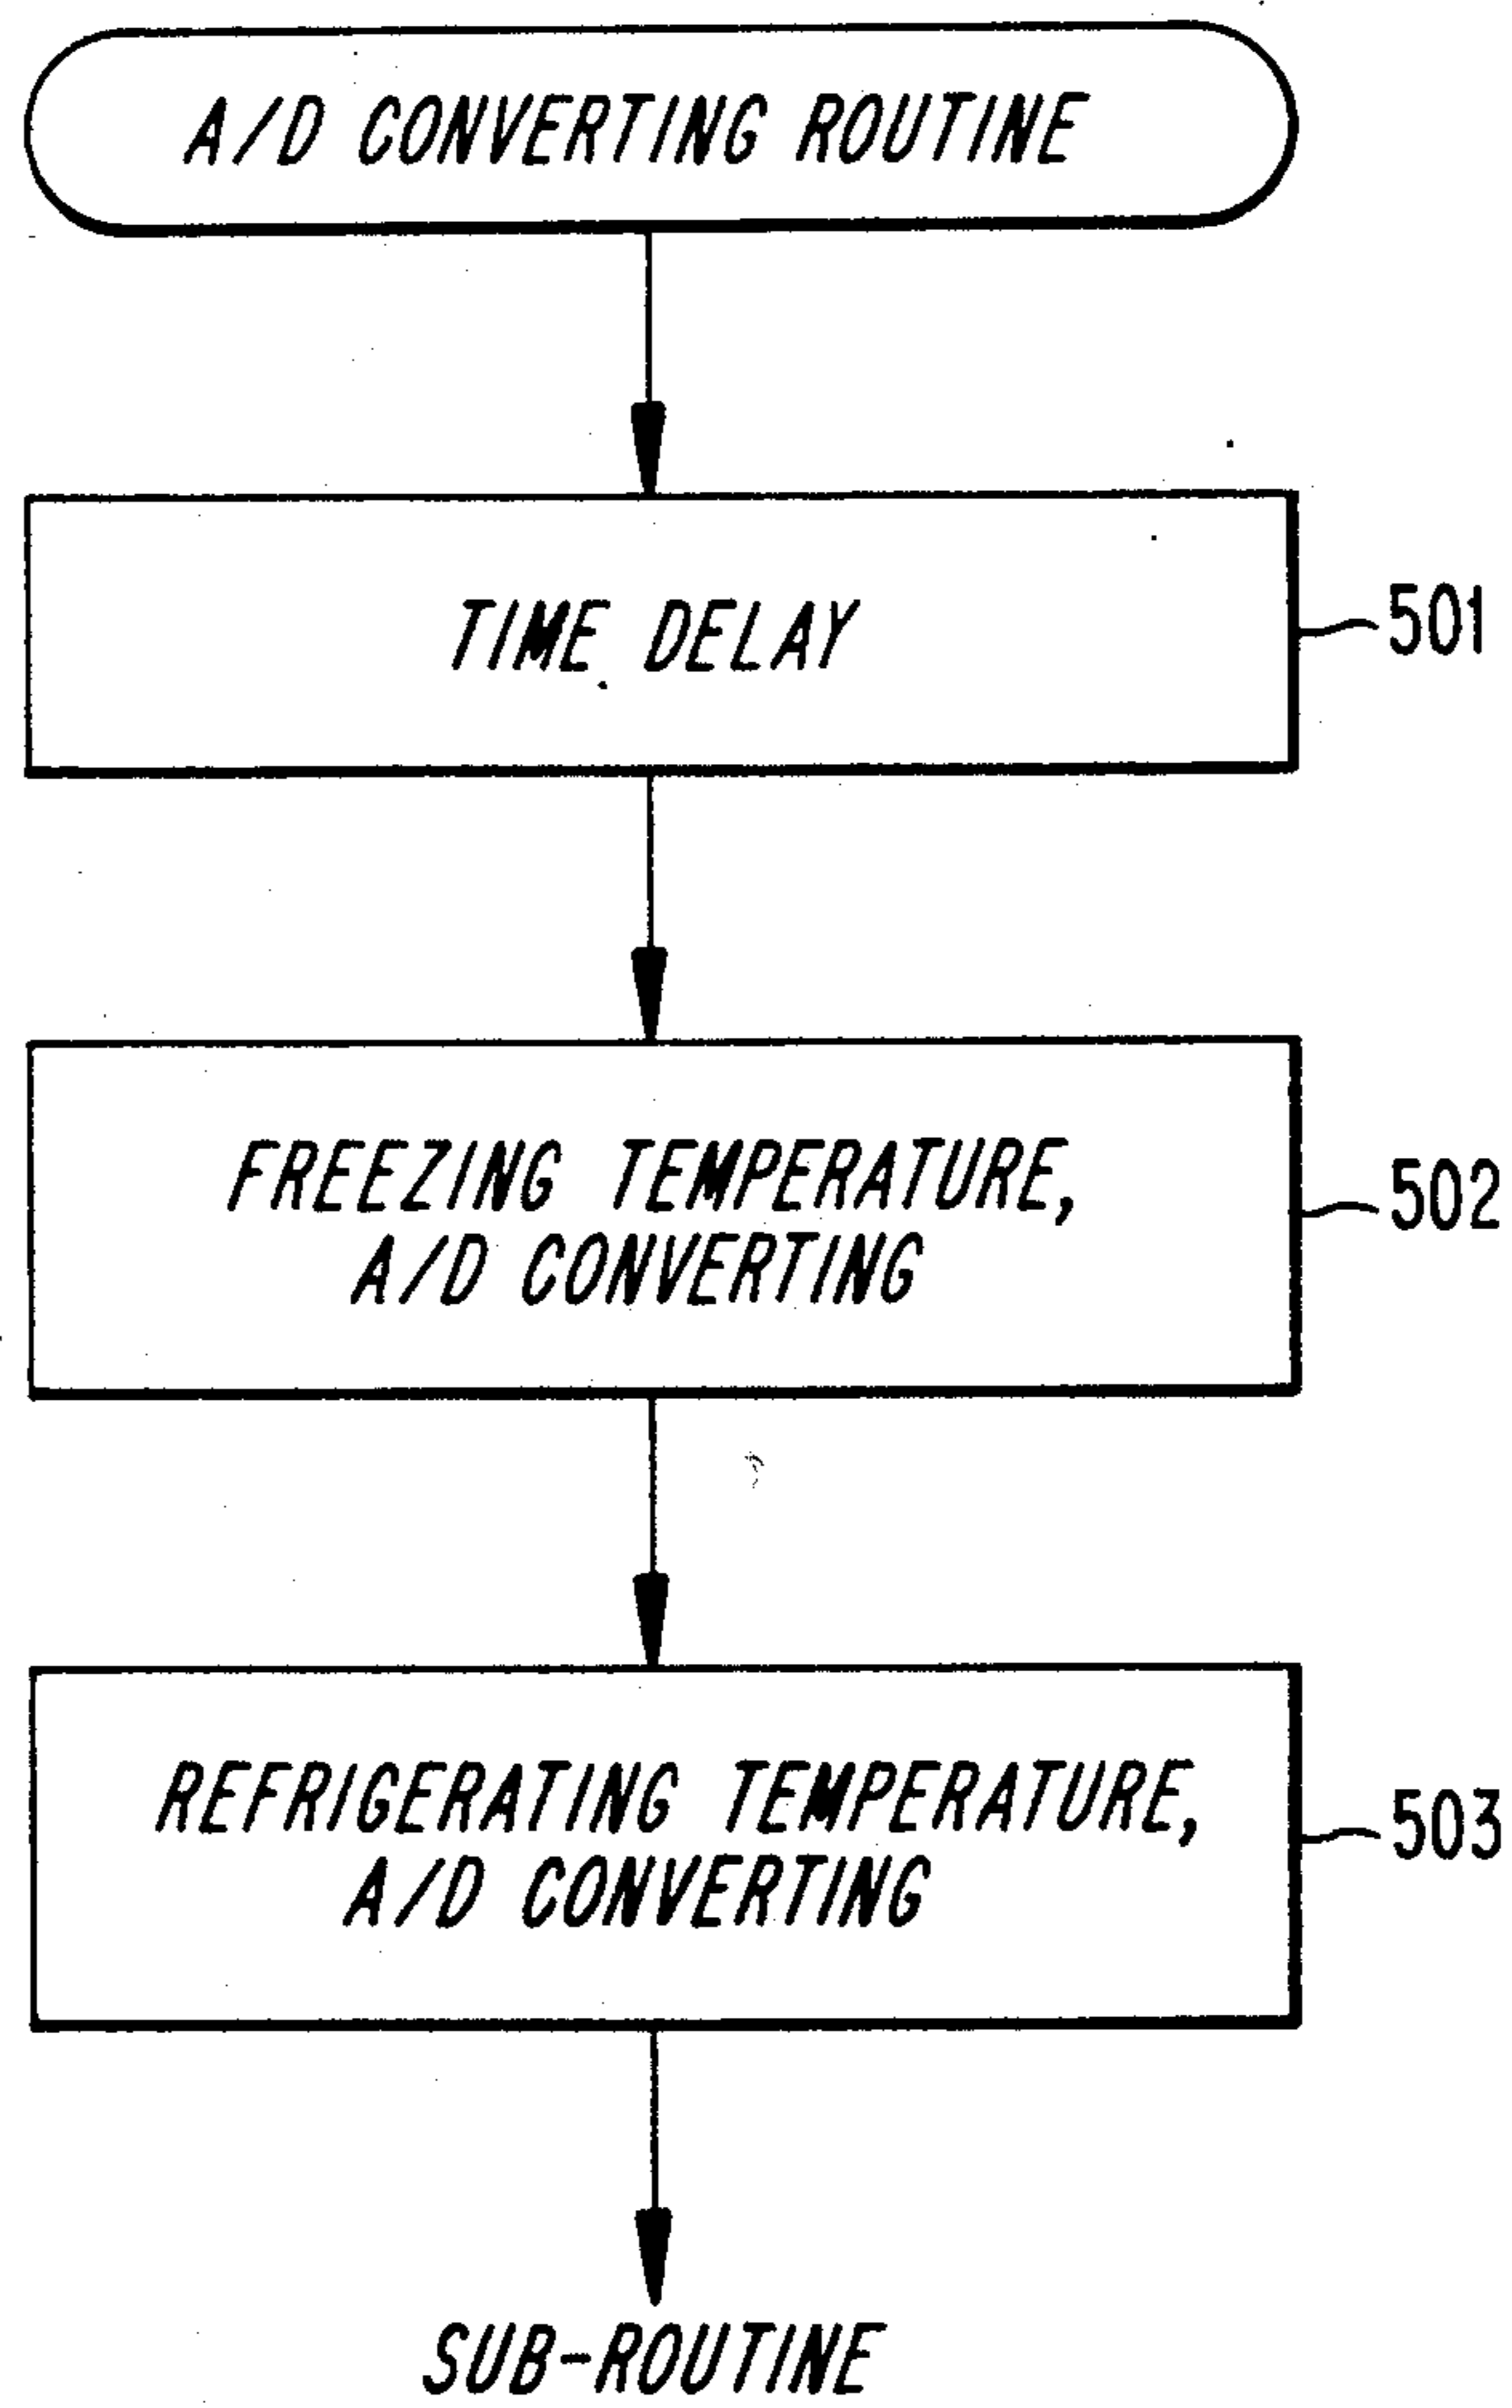 A/D CONVERTING ROUTINE
TIME DELAY
501
FREEZING TEMPERATURE,
A/D CONVERTING
502
REFRIGERATING TEMPERATURE,
A/D CONVERTING
503
SUB-ROUTINE